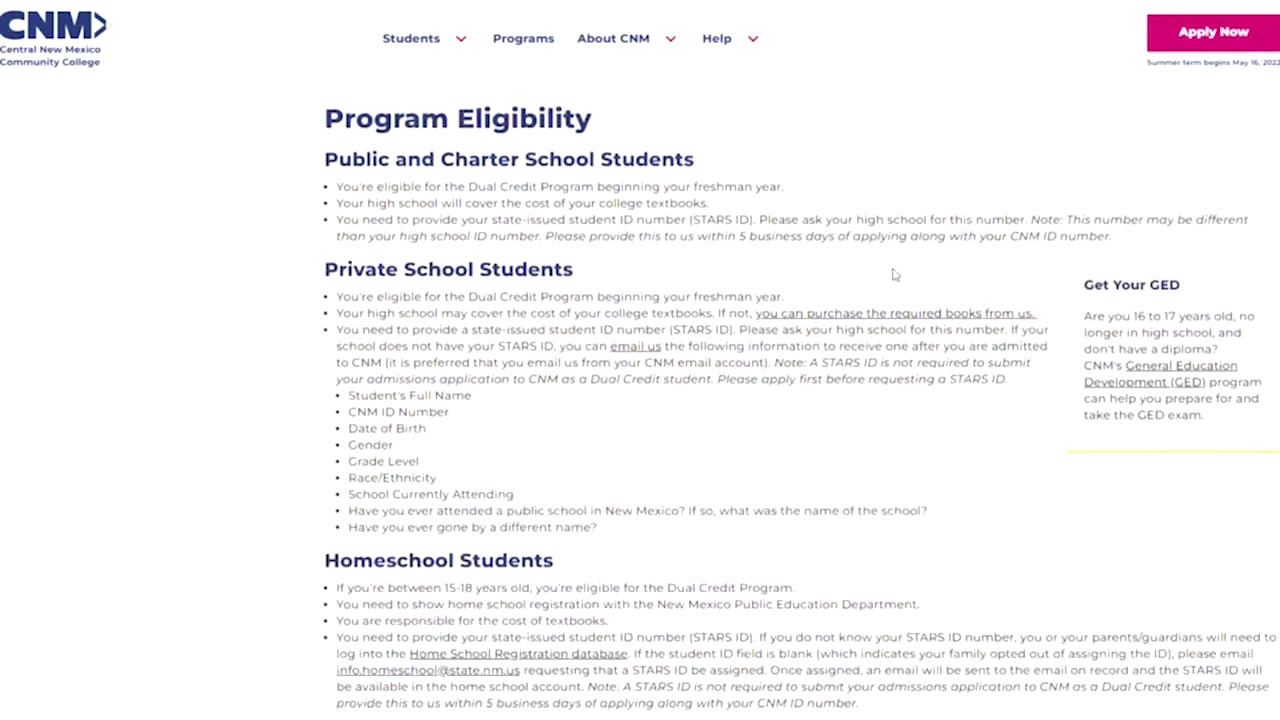 CNM
Central New Mexico
Community College
Students
Programs
About CNM
Help
Apply Now
Summer term begins May 16, 2022
Program Eligibility
Public and Charter School Students
• You're eligible for the Dual Credit Program beginning your freshman year.
• Your high school will cover the cost of your college textbooks.
• You need to provide your state-issued student ID number (STARS ID). Please ask your high school for this number. Note: This number may be different
than your high school ID number. Please provide this to us within 5 business days of applying along with your CNM ID number.
Private School Students
• You're eligible for the Dual Credit Program beginning your freshman year.
• Your high school may cover the cost of your college textbooks. If not, you can purchase the required books from us.
• You need to provide a state-issued student ID number (STARS ID). Please ask your high school for this number. If your
school does not have your STARS ID, you can email us the following information to receive one after you are admitted
to CNM (it is preferred that you email us from your CNM email account). Note: A STARS ID is not required to submit
your admissions application to CNM as a Dual Credit student. Please apply first before requesting a STARS ID.
• Student's Full Name
• CNM ID Number
• Date of Birth
• Gender
• Grade Level
• Race/Ethnicity
• School Currently Attending
• Have you ever attended a public school in New Mexico? If so, what was the name of the school?
• Have you ever gone by a different name?
Get Your GED
Are you 16 to 17 years old, no
longer in high school, and
don't have a diploma?
CNM's General Education
Development (GED) program
can help you prepare for and
take the GED exam.
Homeschool Students
• If you're between 15-18 years old, you're eligible for the Dual Credit Program.
• You need to show home school registration with the New Mexico Public Education Department.
• You are responsible for the cost of textbooks.
• You need to provide your state-issued student ID number (STARS ID). If you do not know your STARS ID number, you or your parents/guardians will need to
log into the Home School Registration database. If the student ID field is blank (which indicates your family opted out of assigning the ID), please email
info.homeschool@state.nm.us requesting that a STARS ID be assigned. Once assigned, an email will be sent to the email on record and the STARS ID will
be available in the home school account. Note: A STARS ID is not required to submit your admissions application to CNM as a Dual Credit student. Please
provide this to us within 5 business days of applying along with your CNM ID number.